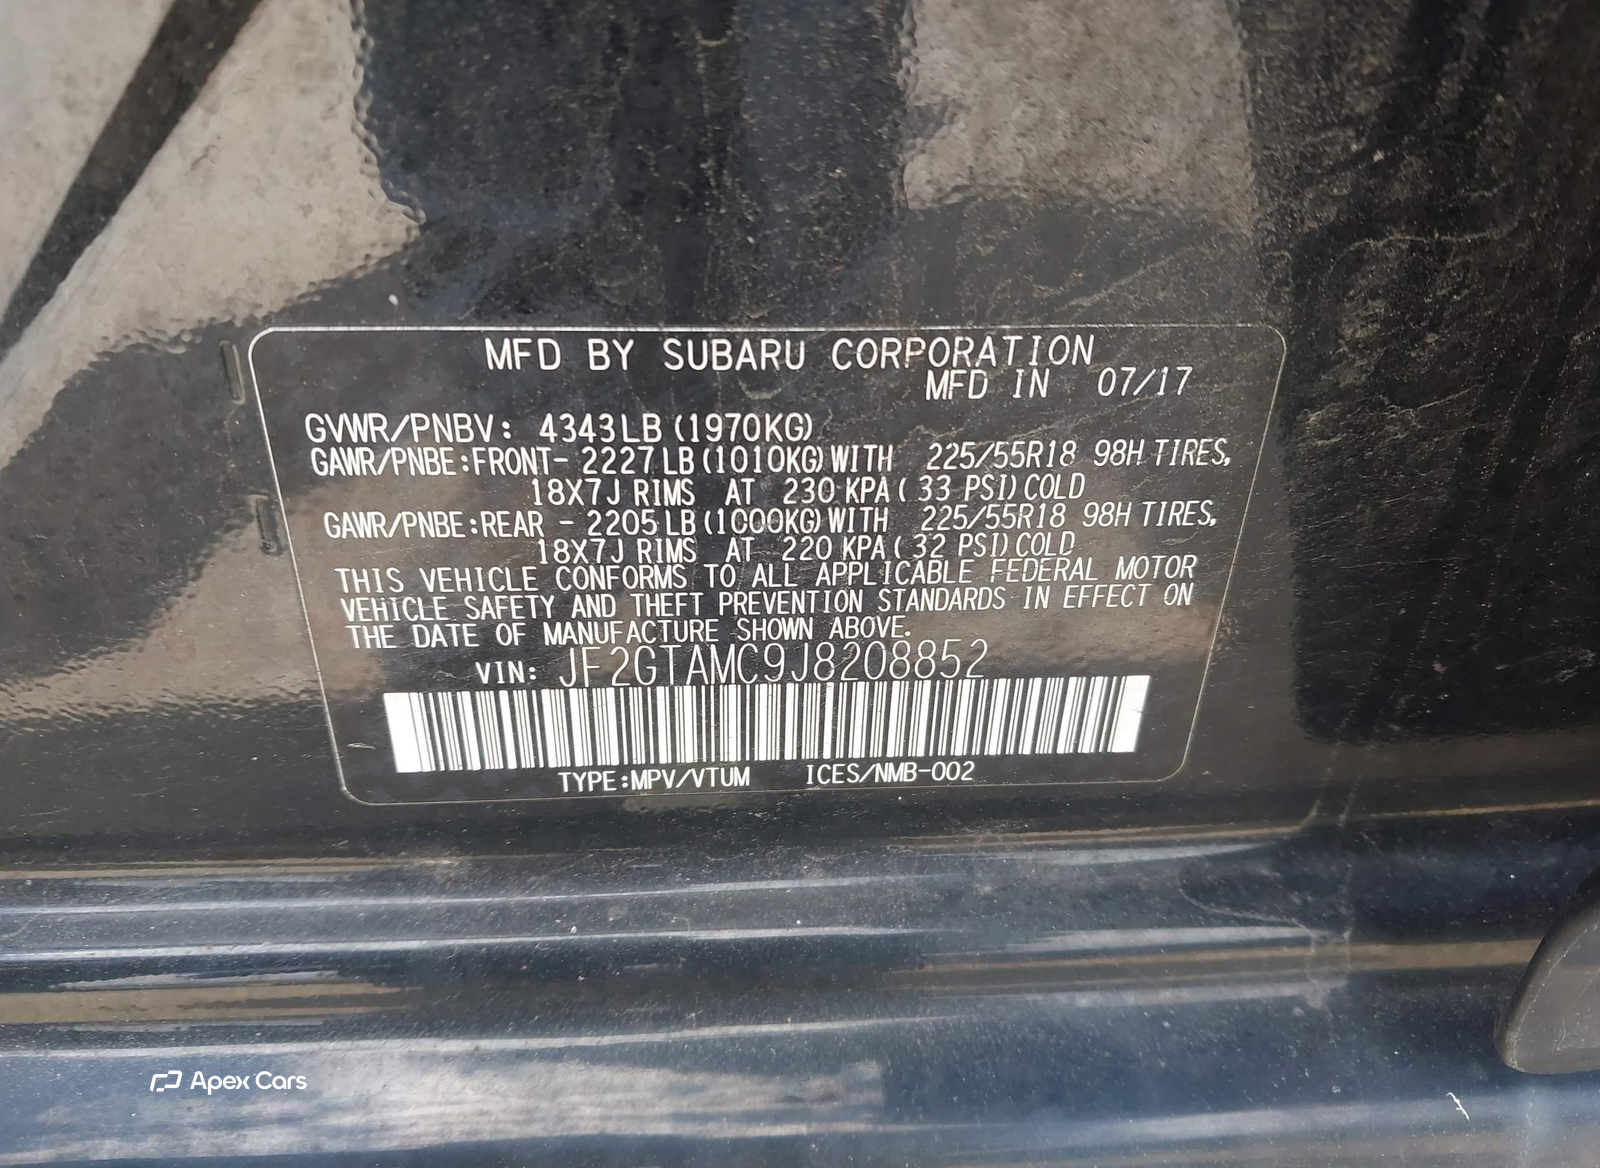 MFD BY SUBARU CORPORATION
MFD IN 07/17
GVWR/PNBV: 4343LB (1970KG)
GAWR/PNBE:FRONT- 2227LB(1010KG)WITH 225/55R18 98H TIRES,
18X7J RIMS AT 230 KPA( 33 PSI)COLD
GAWR/PNBE:REAR - 2205LB(1000KG)WITH 225/55R18 98H TIRES,
18X7J RIMS AT 220 KPA( 32 PSI)COLD
THIS VEHICLE CONFORMS TO ALL APPLICABLE FEDERAL MOTOR
VEHICLE SAFETY AND THEFT PREVENTION STANDARDS IN EFFECT ON
THE DATE OF MANUFACTURE SHOWN ABOVE.
VIN: JF2GTAMC9J8208852
TYPE:MPV/VTUM ICES/NMB-002
Apex Cars